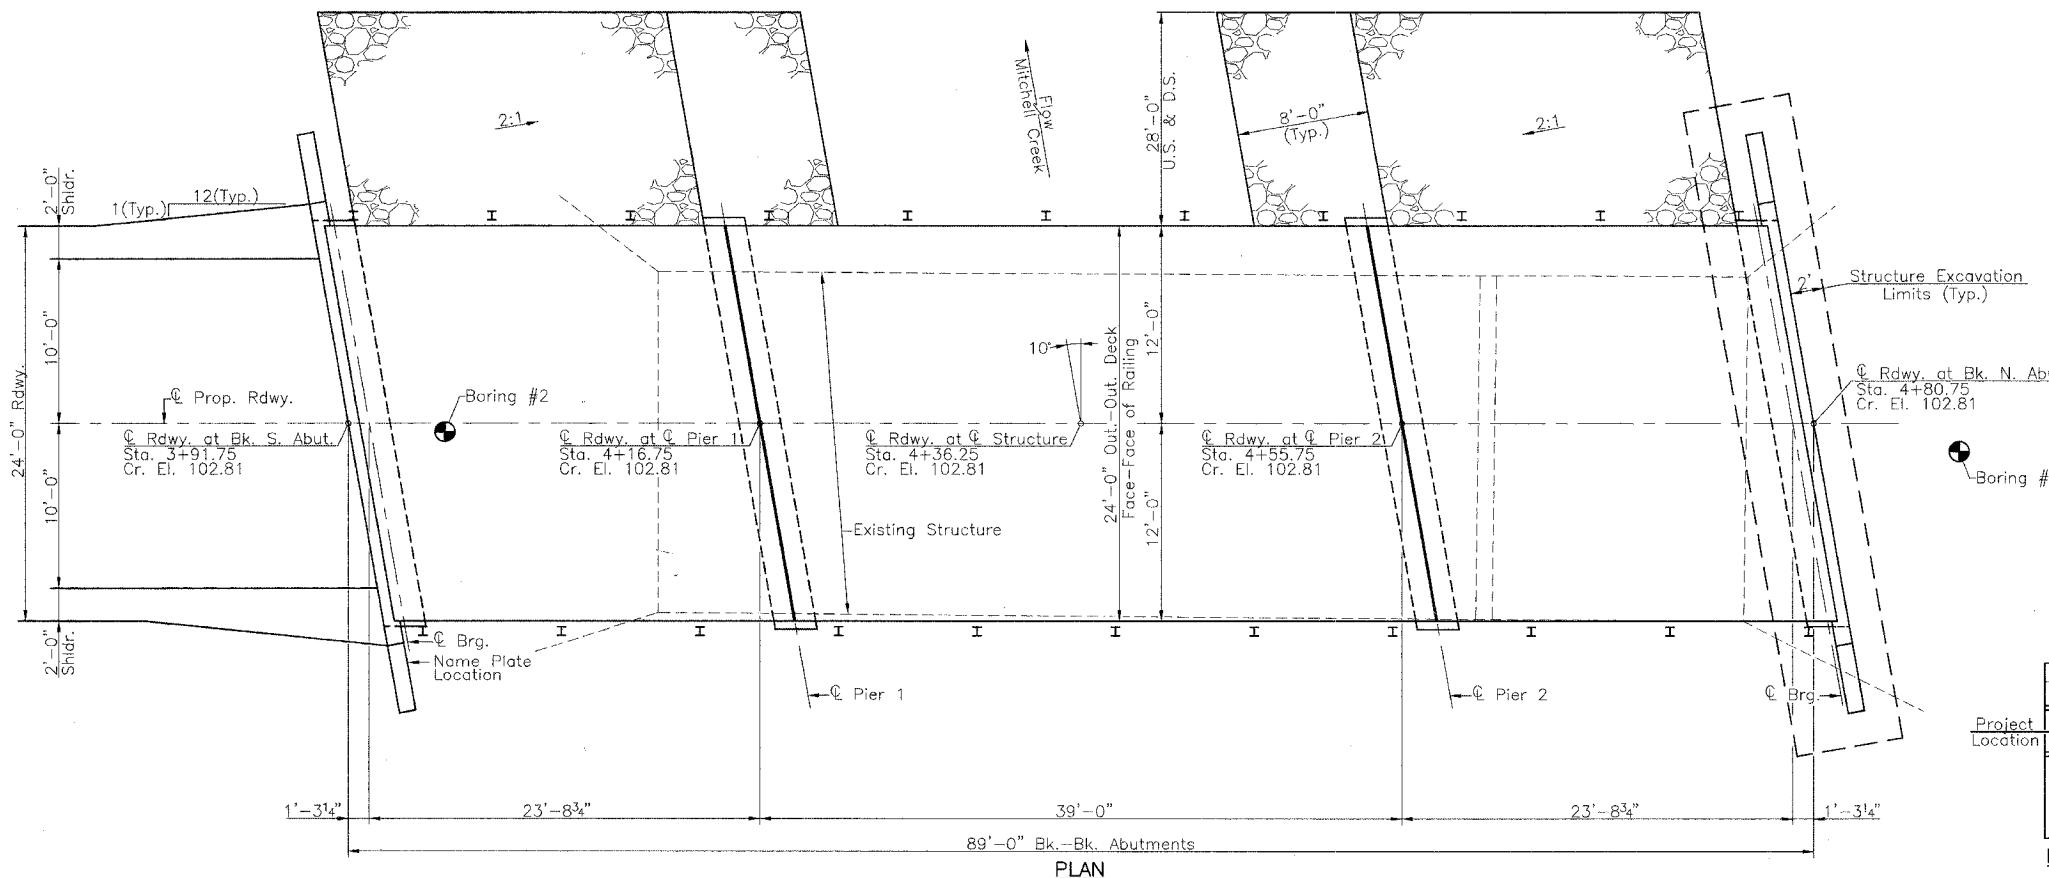 2:1
Flow
Mitchell Creek
28'-0"
U.S. & D.S.
8'-0"
(Typ.)
2:1
2'-0"
Shldr.
1(Typ.)
12(Typ.)
2'
Structure Excavation
Limits (Typ.)
24'-0" Rdwy.
10'-0"
10'-0"
2'-0"
Shldr.
℄ Prop. Rdwy.
Boring #2
10°
24'-0" Out.-Out. Deck
Face-Face of Railing
12'-0"
12'-0"
℄ Rdwy. at Bk. S. Abut.
Sta. 3+91.75
Cr. El. 102.81
℄ Rdwy. at ℄ Pier 1
Sta. 4+16.75
Cr. El. 102.81
℄ Rdwy. at ℄ Structure
Sta. 4+36.25
Cr. El. 102.81
℄ Rdwy. at ℄ Pier 2
Sta. 4+55.75
Cr. El. 102.81
℄ Rdwy. at Bk. N. Ab
Sta. 4+80.75
Cr. El. 102.81
Boring #
Existing Structure
℄ Brg.
Name Plate
Location
℄ Pier 1
℄ Pier 2
℄ Brg.
Project
Location
1'-3¼"
23'-8¾"
39'-0"
23'-8¾"
1'-3¼"
89'-0" Bk.-Bk. Abutments
PLAN